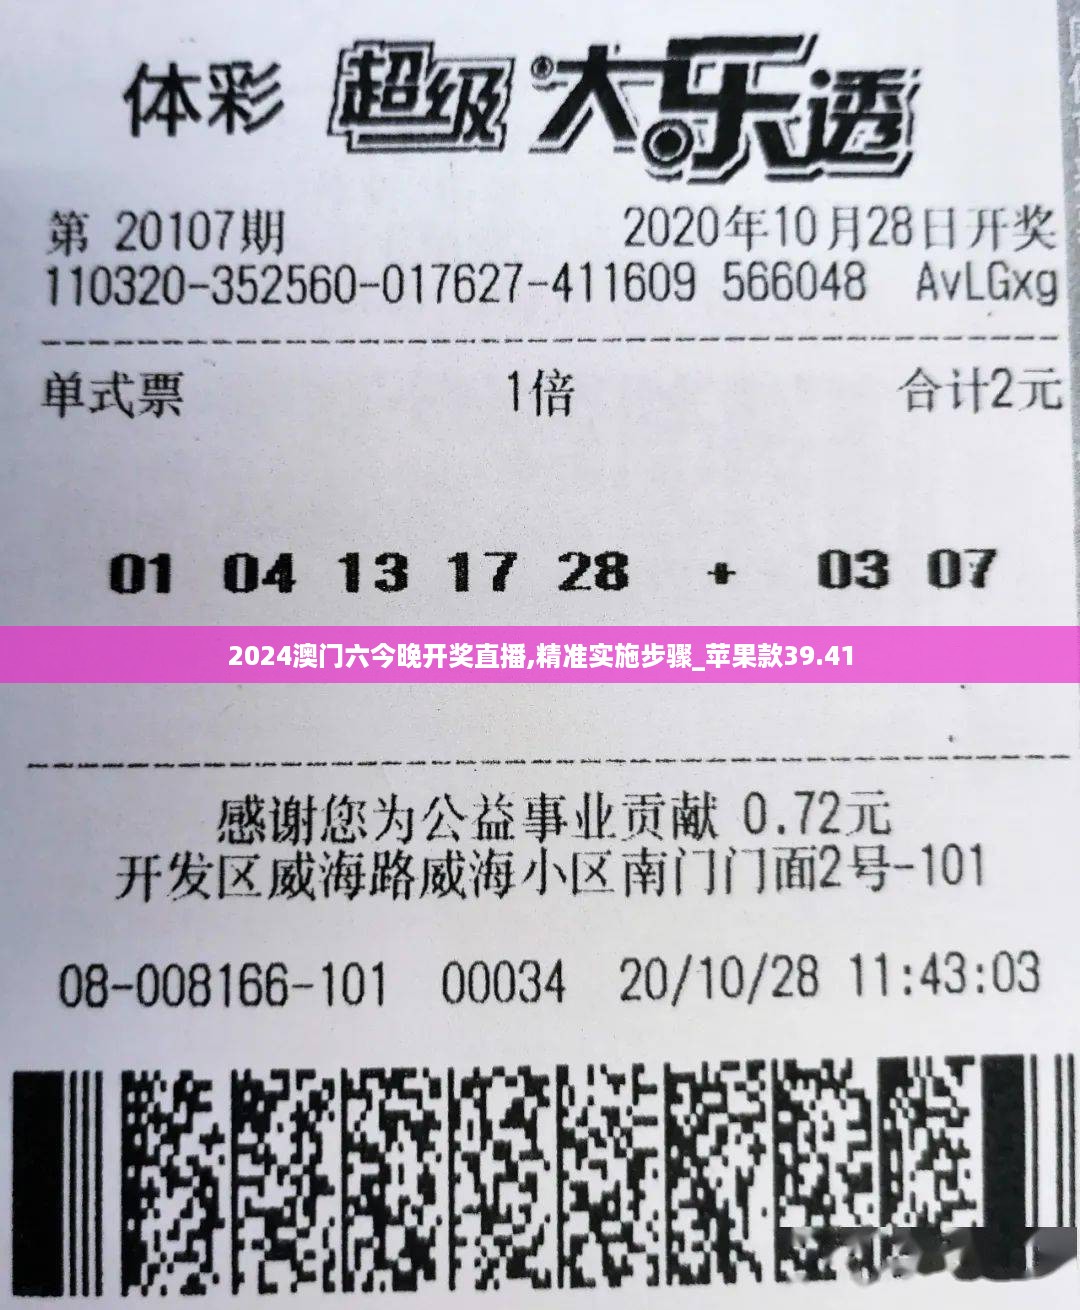 体彩 超级大乐透
第 20107期 2020年10月28日开奖
110320-352560-017627-411609 566048 AvLGxg
单式票 1倍 合计2元
01 04 13 17 28 + 03 07
2024澳门六今晚开奖直播,精准实施步骤_苹果款39.41
感谢您为公益事业贡献 0.72元
开发区威海路威海小区南门门面2号-101
08-008166-101 00034 20/10/28 11:43:03